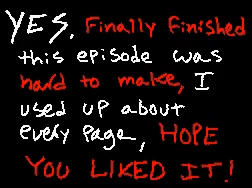 YES, Finally Finished
this episode was
hard to make, I
used up about
every page, HOPE
YOU LIKED IT!